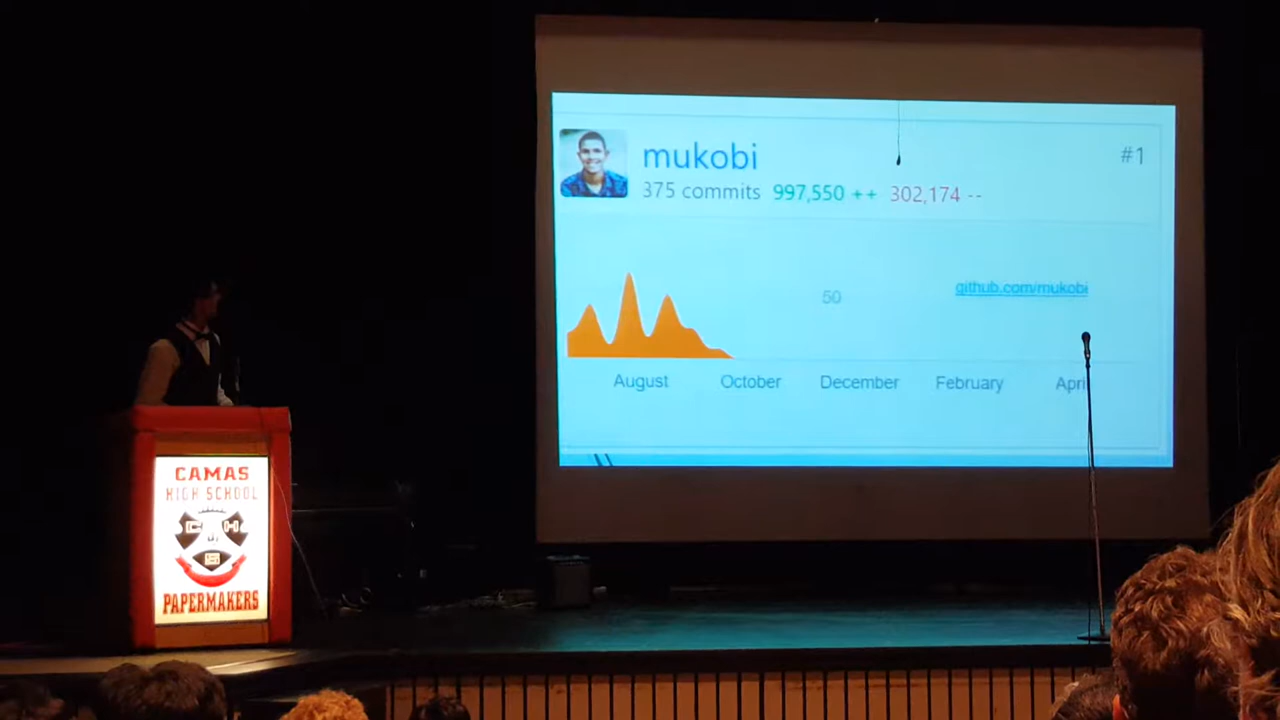 mukobi
#1
375 commits 997,550 ++ 302,174 --
50
github.com/mukobi
August October December February Apri
CAMAS
HIGH SCHOOL
C H
PAPERMAKERS